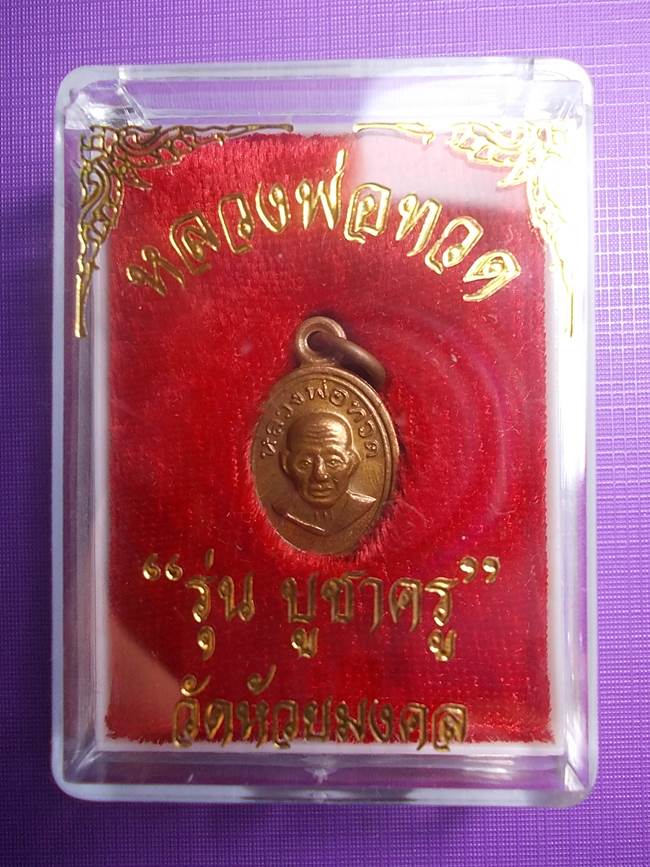 หลวงพ่อทวด
หลวงพ่อทวด
“รุ่น บูชาครู”
วัดห้วยมงคล